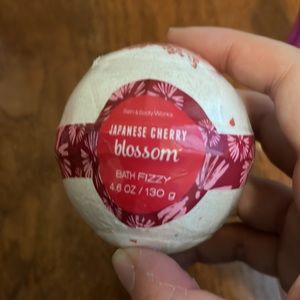 Bath & Body Works
JAPANESE CHERRY
blossom
BATH FIZZY
4.6 OZ / 130 g